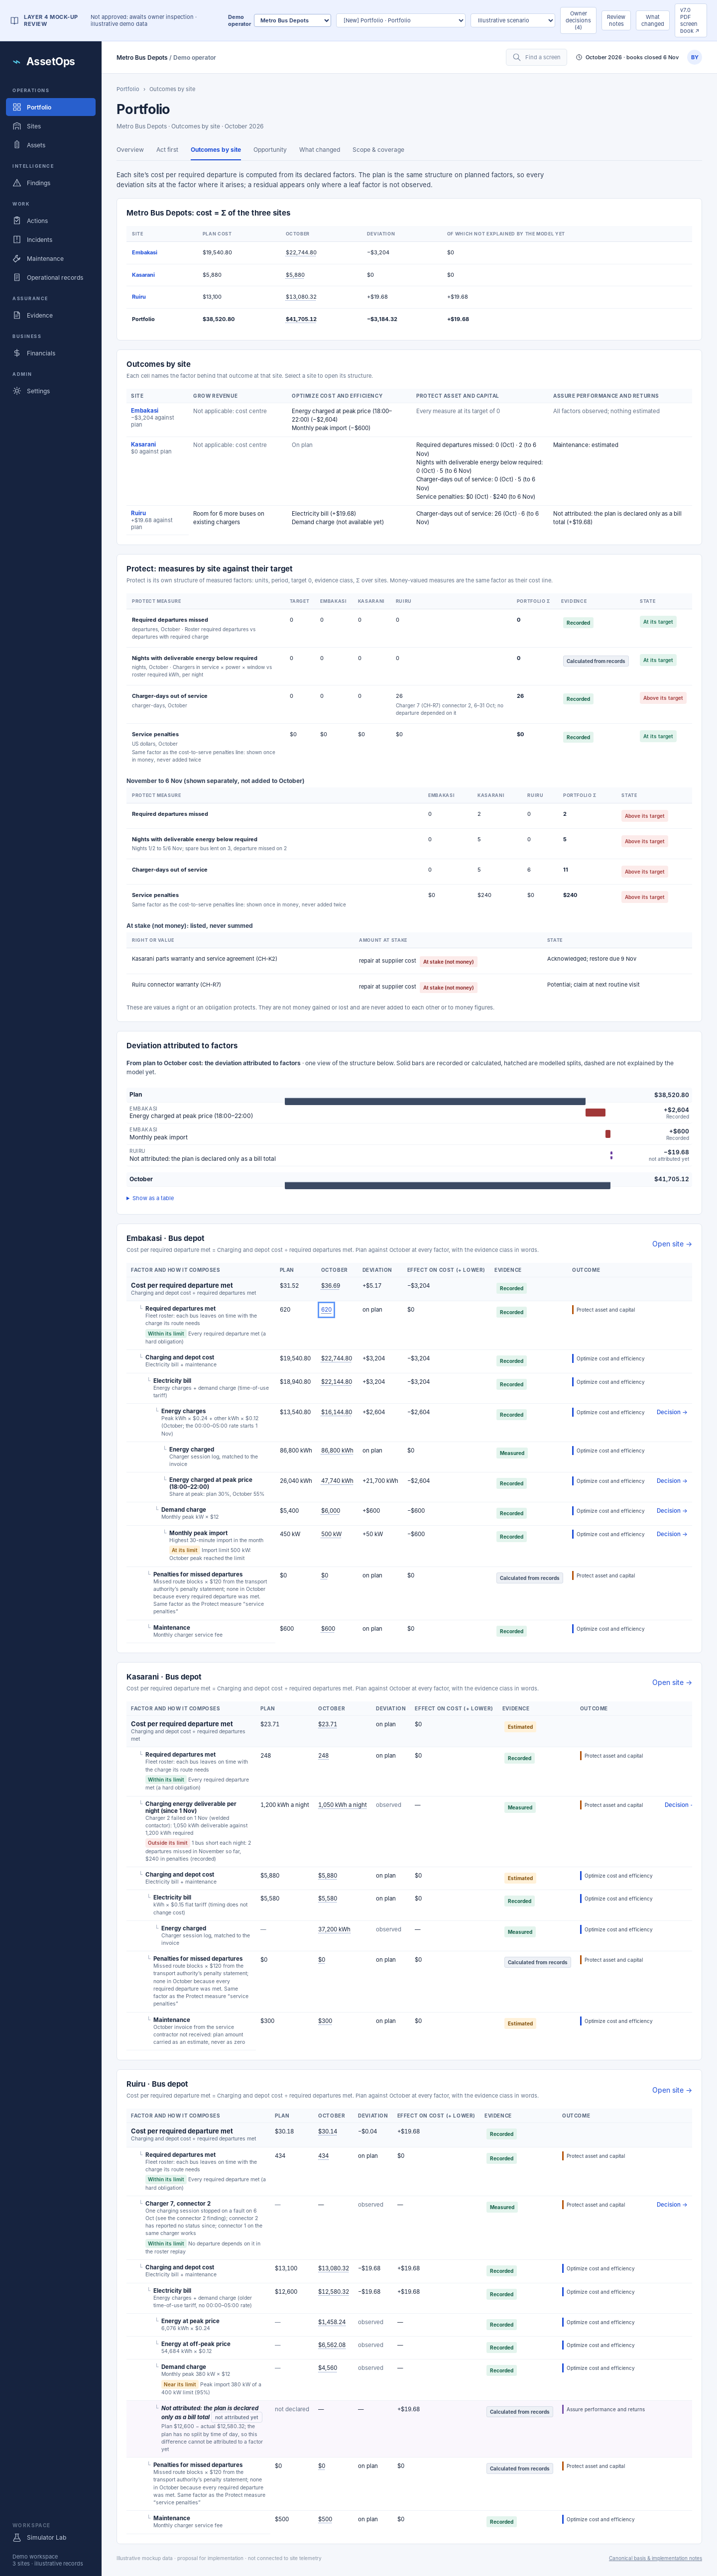 LAYER 4 MOCK-UP REVIEW
Not approved; awaits owner inspection · illustrative demo data
Demo operator
Metro Bus Depots
[New] Portfolio · Portfolio
Illustrative scenario
Owner decisions (4)
Review notes
What changed
v7.0 PDF screen book ↗
AssetOps
OPERATIONS
Portfolio
Sites
Assets
INTELLIGENCE
Findings
WORK
Actions
Incidents
Maintenance
Operational records
ASSURANCE
Evidence
BUSINESS
Financials
ADMIN
Settings
WORKSPACE
Simulator Lab
Demo workspace
3 sites · illustrative records
Metro Bus Depots / Demo operator
Find a screen
October 2026 · books closed 6 Nov
BY
Portfolio › Outcomes by site
Portfolio
Metro Bus Depots · Outcomes by site · October 2026
Overview Act first Outcomes by site Opportunity What changed Scope & coverage
Each site's cost per required departure is computed from its declared factors. The plan is the same structure on planned factors, so every
deviation sits at the factor where it arises; a residual appears only where a leaf factor is not observed.
Metro Bus Depots: cost = Σ of the three sites
SITE PLAN COST OCTOBER DEVIATION OF WHICH NOT EXPLAINED BY THE MODEL YET
Embakasi $19,540.80 $22,744.80 −$3,204 $0
Kasarani $5,880 $5,880 $0 $0
Ruiru $13,100 $13,080.32 +$19.68 +$19.68
Portfolio $38,520.80 $41,705.12 −$3,184.32 +$19.68
Outcomes by site
Each cell names the factor behind that outcome at that site. Select a site to open its structure.
SITE GROW REVENUE OPTIMIZE COST AND EFFICIENCY PROTECT ASSET AND CAPITAL ASSURE PERFORMANCE AND RETURNS
Embakasi
−$3,204 against plan
Not applicable: cost centre
Energy charged at peak price (18:00–22:00) (−$2,604)
Monthly peak import (−$600)
Every measure at its target of 0
All factors observed; nothing estimated
Kasarani
$0 against plan
Not applicable: cost centre
On plan
Required departures missed: 0 (Oct) · 2 (to 6 Nov)
Nights with deliverable energy below required: 0 (Oct) · 5 (to 6 Nov)
Charger-days out of service: 0 (Oct) · 5 (to 6 Nov)
Service penalties: $0 (Oct) · $240 (to 6 Nov)
Maintenance: estimated
Ruiru
+$19.68 against plan
Room for 6 more buses on existing chargers
Electricity bill (+$19.68)
Demand charge (not available yet)
Charger-days out of service: 26 (Oct) · 6 (to 6 Nov)
Not attributed: the plan is declared only as a bill total (+$19.68)
Protect: measures by site against their target
Protect is its own structure of measured factors: units, period, target 0, evidence class, Σ over sites. Money-valued measures are the same factor as their cost line.
PROTECT MEASURE TARGET EMBAKASI KASARANI RUIRU PORTFOLIO Σ EVIDENCE STATE
Required departures missed 0 0 0 0 0 Recorded At its target
departures, October · Roster required departures vs departures with required charge
Nights with deliverable energy below required 0 0 0 0 0 Calculated from records At its target
nights, October · Chargers in service × power × window vs roster required kWh, per night
Charger-days out of service 0 0 0 26 26 Recorded Above its target
charger-days, October
Charger 7 (CH-R7) connector 2, 6–31 Oct; no departure depended on it
Service penalties $0 $0 $0 $0 $0 Recorded At its target
US dollars, October
Same factor as the cost-to-serve penalties line: shown once in money, never added twice
November to 6 Nov (shown separately, not added to October)
PROTECT MEASURE EMBAKASI KASARANI RUIRU PORTFOLIO Σ STATE
Required departures missed 0 2 0 2 Above its target
Nights with deliverable energy below required 0 5 0 5 Above its target
Nights 1/2 to 5/6 Nov; spare bus lent on 3, departure missed on 2
Charger-days out of service 0 5 6 11 Above its target
Service penalties $0 $240 $0 $240 Above its target
Same factor as the cost-to-serve penalties line: shown once in money, never added twice
At stake (not money): listed, never summed
RIGHT OR VALUE AMOUNT AT STAKE STATE
Kasarani parts warranty and service agreement (CH-K2) repair at supplier cost At stake (not money) Acknowledged; restore due 9 Nov
Ruiru connector warranty (CH-R7) repair at supplier cost At stake (not money) Potential; claim at next routine visit
These are values a right or an obligation protects. They are not money gained or lost and are never added to each other or to money figures.
Deviation attributed to factors
From plan to October cost: the deviation attributed to factors · one view of the structure below. Solid bars are recorded or calculated, hatched are modelled splits, dashed are not explained by the
model yet.
Plan $38,520.80
EMBAKASI
Energy charged at peak price (18:00–22:00) +$2,604 Recorded
EMBAKASI
Monthly peak import +$600 Recorded
RUIRU
Not attributed: the plan is declared only as a bill total −$19.68 not attributed yet
October $41,705.12
▸ Show as a table
Embakasi · Bus depot Open site →
Cost per required departure met = Charging and depot cost ÷ required departures met. Plan against October at every factor, with the evidence class in words.
FACTOR AND HOW IT COMPOSES PLAN OCTOBER DEVIATION EFFECT ON COST (+ LOWER) EVIDENCE OUTCOME
Cost per required departure met $31.52 $36.69 +$5.17 −$3,204 Recorded
Charging and depot cost ÷ required departures met
Required departures met 620 620 on plan $0 Recorded Protect asset and capital
Fleet roster: each bus leaves on time with the charge its route needs
Within its limit Every required departure met (a hard obligation)
Charging and depot cost $19,540.80 $22,744.80 +$3,204 −$3,204 Recorded Optimize cost and efficiency
Electricity bill + maintenance
Electricity bill $18,940.80 $22,144.80 +$3,204 −$3,204 Recorded Optimize cost and efficiency
Energy charges + demand charge (time-of-use tariff)
Energy charges $13,540.80 $16,144.80 +$2,604 −$2,604 Recorded Optimize cost and efficiency Decision →
Peak kWh × $0.24 + other kWh × $0.12 (October; the 00:00–05:00 rate starts 1 Nov)
Energy charged 86,800 kWh 86,800 kWh on plan $0 Measured Optimize cost and efficiency
Charger session log, matched to the invoice
Energy charged at peak price (18:00–22:00) 26,040 kWh 47,740 kWh +21,700 kWh −$2,604 Recorded Optimize cost and efficiency Decision →
Share at peak: plan 30%, October 55%
Demand charge $5,400 $6,000 +$600 −$600 Recorded Optimize cost and efficiency Decision →
Monthly peak kW × $12
Monthly peak import 450 kW 500 kW +50 kW −$600 Recorded Optimize cost and efficiency Decision →
Highest 30-minute import in the month
At its limit Import limit 500 kW
October peak reached the limit
Penalties for missed departures $0 $0 on plan $0 Calculated from records Protect asset and capital
Missed route blocks × $120 from the transport authority's penalty statement; none in October because every required departure was met. Same factor as the Protect measure "service penalties"
Maintenance $600 $600 on plan $0 Recorded Optimize cost and efficiency
Monthly charger service fee
Kasarani · Bus depot Open site →
Cost per required departure met = Charging and depot cost ÷ required departures met. Plan against October at every factor, with the evidence class in words.
FACTOR AND HOW IT COMPOSES PLAN OCTOBER DEVIATION EFFECT ON COST (+ LOWER) EVIDENCE OUTCOME
Cost per required departure met $23.71 $23.71 on plan $0 Estimated
Charging and depot cost ÷ required departures met
Required departures met 248 248 on plan $0 Recorded Protect asset and capital
Fleet roster: each bus leaves on time with the charge its route needs
Within its limit Every required departure met (a hard obligation)
Charging energy deliverable per night (since 1 Nov) 1,200 kWh a night 1,050 kWh a night observed — Measured Protect asset and capital Decision
Charger 2 failed on 1 Nov (welded contactor): 1,050 kWh deliverable against 1,200 kWh required
Outside its limit 1 bus short each night: 2 departures missed in November so far, $240 in penalties (recorded)
Charging and depot cost $5,880 $5,880 on plan $0 Estimated Optimize cost and efficiency
Electricity bill + maintenance
Electricity bill $5,580 $5,580 on plan $0 Recorded Optimize cost and efficiency
kWh × $0.15 flat tariff (timing does not change cost)
Energy charged — 37,200 kWh observed — Measured Optimize cost and efficiency
Charger session log, matched to the invoice
Penalties for missed departures $0 $0 on plan $0 Calculated from records Protect asset and capital
Missed route blocks × $120 from the transport authority's penalty statement; none in October because every required departure was met. Same factor as the Protect measure "service penalties"
Maintenance $300 $300 on plan $0 Estimated Optimize cost and efficiency
October invoice from the service contractor not received: plan amount carried as an estimate, never as zero
Ruiru · Bus depot Open site →
Cost per required departure met = Charging and depot cost ÷ required departures met. Plan against October at every factor, with the evidence class in words.
FACTOR AND HOW IT COMPOSES PLAN OCTOBER DEVIATION EFFECT ON COST (+ LOWER) EVIDENCE OUTCOME
Cost per required departure met $30.18 $30.14 −$0.04 +$19.68 Recorded
Charging and depot cost ÷ required departures met
Required departures met 434 434 on plan $0 Recorded Protect asset and capital
Fleet roster: each bus leaves on time with the charge its route needs
Within its limit Every required departure met (a hard obligation)
Charger 7, connector 2 — — observed — Measured Protect asset and capital Decision →
One charging session stopped on a fault on 6 Oct (see the connector 2 finding); connector 2 has reported no status since; connector 1 on the same charger works
Within its limit No departure depends on it in the roster replay
Charging and depot cost $13,100 $13,080.32 −$19.68 +$19.68 Recorded Optimize cost and efficiency
Electricity bill + maintenance
Electricity bill $12,600 $12,580.32 −$19.68 +$19.68 Recorded Optimize cost and efficiency
Energy charges + demand charge (older time-of-use tariff, no 00:00–05:00 rate)
Energy at peak price — $1,458.24 observed — Recorded Optimize cost and efficiency
6,076 kWh × $0.24
Energy at off-peak price — $6,562.08 observed — Recorded Optimize cost and efficiency
54,684 kWh × $0.12
Demand charge — $4,560 observed — Recorded Optimize cost and efficiency
Monthly peak 380 kW × $12
Near its limit Peak import 380 kW of a 400 kW limit (95%)
Not attributed: the plan is declared only as a bill total not attributed yet not declared — — +$19.68 Calculated from records Assure performance and returns
Plan $12,600 − actual $12,580.32; the plan has no split by time of day, so this difference cannot be attributed to a factor yet
Penalties for missed departures $0 $0 on plan $0 Calculated from records Protect asset and capital
Missed route blocks × $120 from the transport authority's penalty statement; none in October because every required departure was met. Same factor as the Protect measure "service penalties"
Maintenance $500 $500 on plan $0 Recorded Optimize cost and efficiency
Monthly charger service fee
Illustrative mockup data · proposal for implementation · not connected to site telemetry
Canonical basis & implementation notes